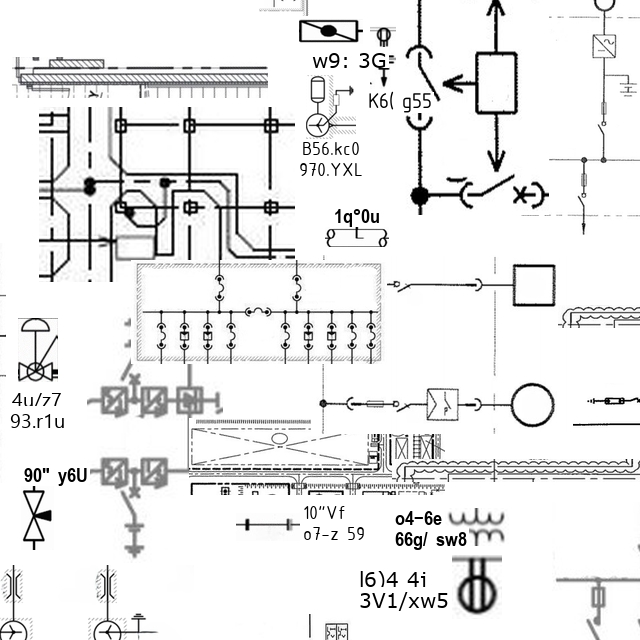 w9: 3G:
K6( g55
B56.kc0
970.YXL
1q°0u
4u/z7
93.r1u
90" y6U
10"Vf
o7-z 59
o4-6e
66g/ sw8
l6)4 4i
3V1/xw5